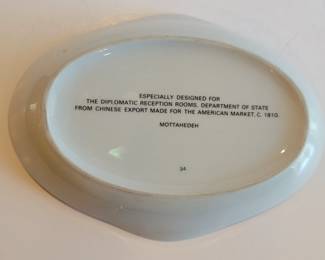 ESPECIALLY DESIGNED FOR
THE DIPLOMATIC RECEPTION ROOMS, DEPARTMENT OF STATE
FROM CHINESE EXPORT MADE FOR THE AMERICAN MARKET, C. 1810
MOTTAHEDEH
34